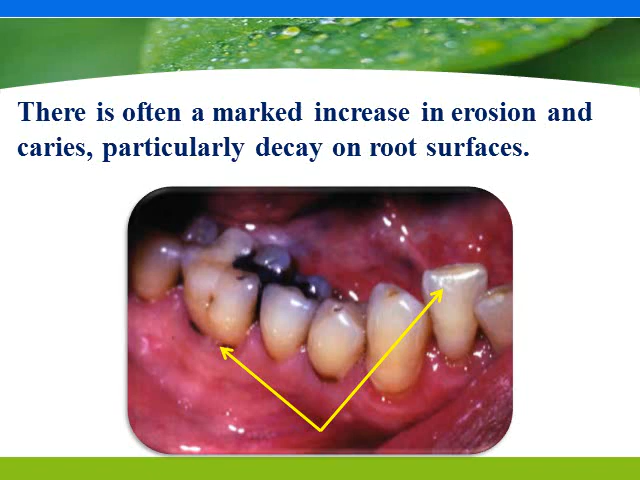 There is often a marked increase in erosion and
caries, particularly decay on root surfaces.